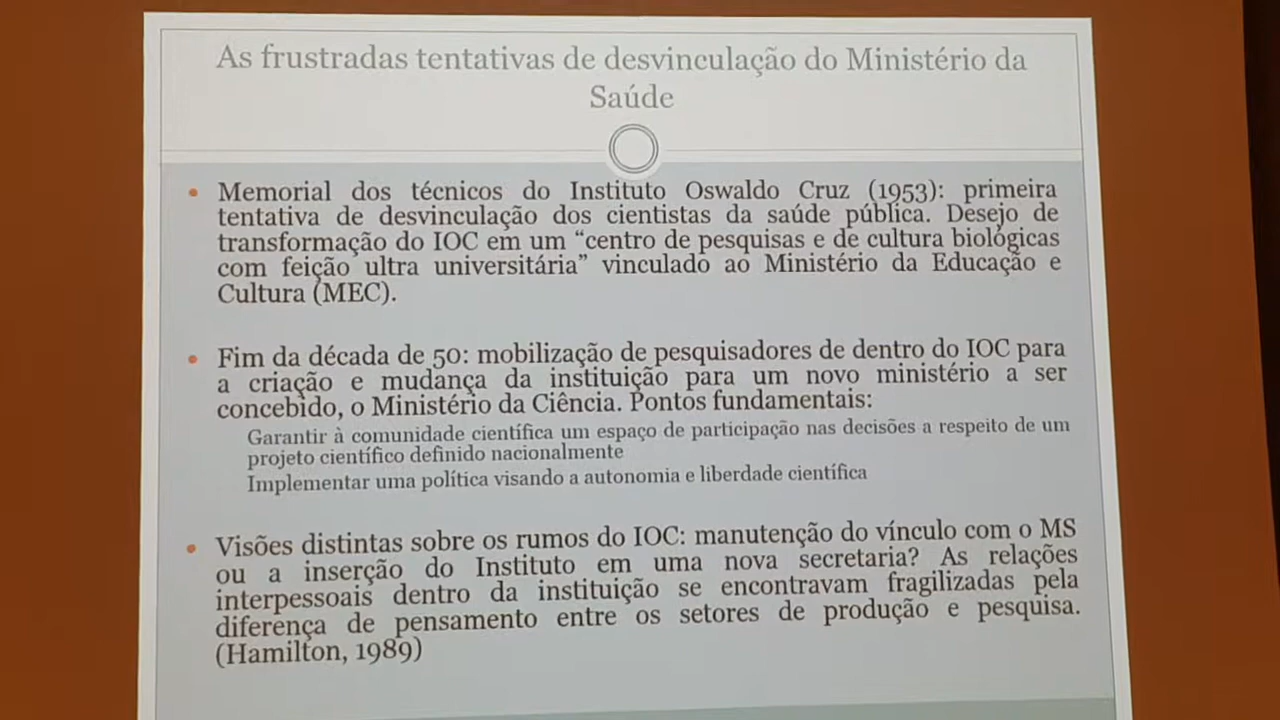 As frustradas tentativas de desvinculação do Ministério da
Saúde
• Memorial dos técnicos do Instituto Oswaldo Cruz (1953): primeira
tentativa de desvinculação dos cientistas da saúde pública. Desejo de
transformação do IOC em um “centro de pesquisas e de cultura biológicas
com feição ultra universitária” vinculado ao Ministério da Educação e
Cultura (MEC).
• Fim da década de 50: mobilização de pesquisadores de dentro do IOC para
a criação e mudança da instituição para um novo ministério a ser
concebido, o Ministério da Ciência. Pontos fundamentais:
Garantir à comunidade científica um espaço de participação nas decisões a respeito de um
projeto científico definido nacionalmente
Implementar uma política visando a autonomia e liberdade científica
• Visões distintas sobre os rumos do IOC: manutenção do vínculo com o MS
ou a inserção do Instituto em uma nova secretaria? As relações
interpessoais dentro da instituição se encontravam fragilizadas pela
diferença de pensamento entre os setores de produção e pesquisa.
(Hamilton, 1989)